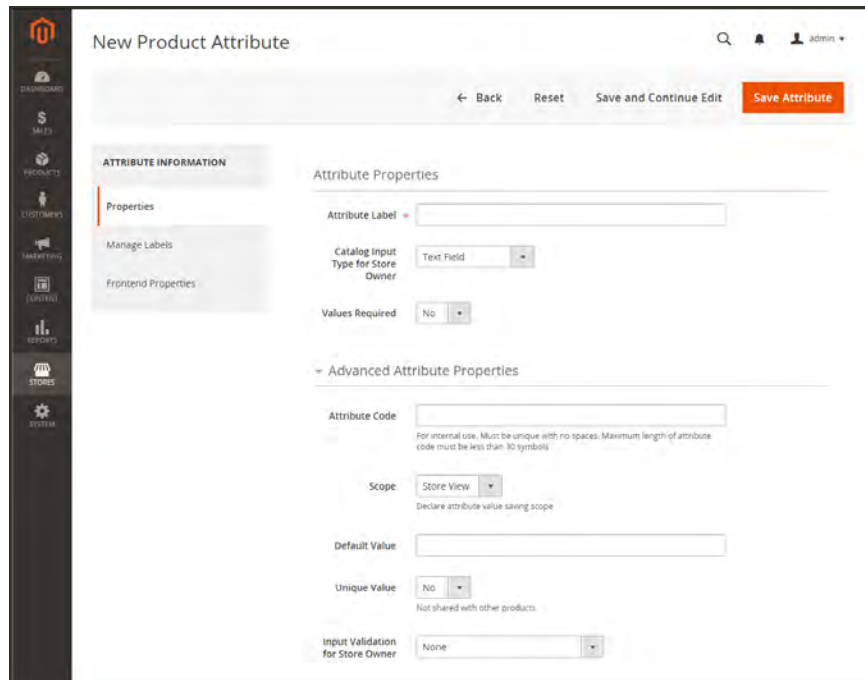 New Product Attribute
admin
← Back Reset Save and Continue Edit Save Attribute
DASHBOARD
SALES
PRODUCTS
CUSTOMERS
MARKETING
CONTENT
REPORTS
STORES
SYSTEM
ATTRIBUTE INFORMATION
Properties
Manage Labels
Frontend Properties
Attribute Properties
Attribute Label *
Catalog Input
Type for Store
Owner
Text Field
Values Required No
Advanced Attribute Properties
Attribute Code
For internal use. Must be unique with no spaces. Maximum length of attribute
code must be less than 30 symbols
Scope Store View
Declare attribute value saving scope
Default Value
Unique Value No
Not shared with other products
Input Validation
for Store Owner
None